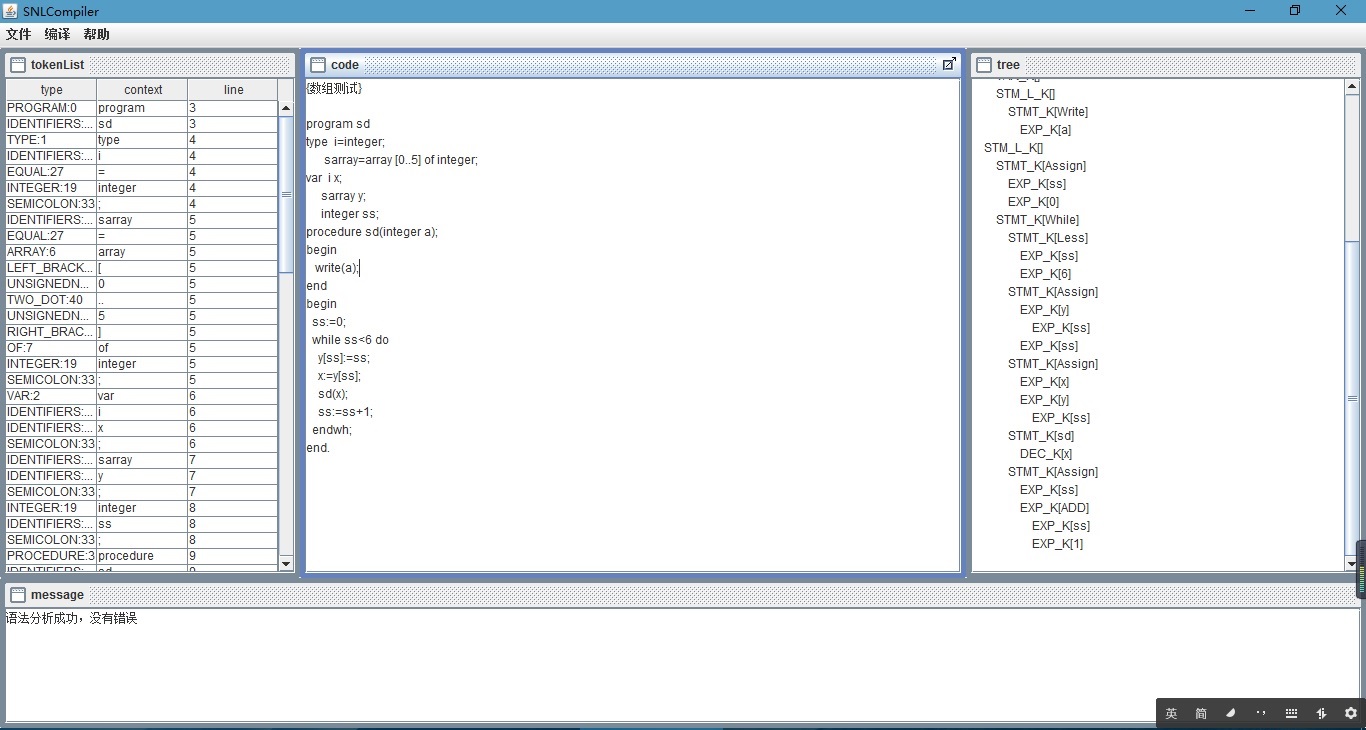 SNLCompiler
文件 编译 帮助
tokenList
type context line
PROGRAM:0 program 3
IDENTIFIERS:... sd 3
TYPE:1 type 4
IDENTIFIERS:... i 4
EQUAL:27 = 4
INTEGER:19 integer 4
SEMICOLON:33 ; 4
IDENTIFIERS:... sarray 5
EQUAL:27 = 5
ARRAY:6 array 5
LEFT_BRACK... [ 5
UNSIGNEDN... 0 5
TWO_DOT:40 .. 5
UNSIGNEDN... 5 5
RIGHT_BRAC... ] 5
OF:7 of 5
INTEGER:19 integer 5
SEMICOLON:33 ; 5
VAR:2 var 6
IDENTIFIERS:... i 6
IDENTIFIERS:... x 6
SEMICOLON:33 ; 6
IDENTIFIERS:... sarray 7
IDENTIFIERS:... y 7
SEMICOLON:33 ; 7
INTEGER:19 integer 8
IDENTIFIERS:... ss 8
SEMICOLON:33 ; 8
PROCEDURE:3 procedure 9
code
{数组测试}
program sd
type  i=integer;
sarray=array [0..5] of integer;
var  i x;
sarray y;
integer ss;
procedure sd(integer a);
begin
write(a);
end
begin
ss:=0;
while ss<6 do
y[ss]:=ss;
x:=y[ss];
sd(x);
ss:=ss+1;
endwh;
end.
tree
STM_L_K[]
STMT_K[Write]
EXP_K[a]
STM_L_K[]
STMT_K[Assign]
EXP_K[ss]
EXP_K[0]
STMT_K[While]
STMT_K[Less]
EXP_K[ss]
EXP_K[6]
STMT_K[Assign]
EXP_K[y]
EXP_K[ss]
EXP_K[ss]
STMT_K[Assign]
EXP_K[x]
EXP_K[y]
EXP_K[ss]
STMT_K[sd]
DEC_K[x]
STMT_K[Assign]
EXP_K[ss]
EXP_K[ADD]
EXP_K[ss]
EXP_K[1]
message
语法分析成功，没有错误
英 简